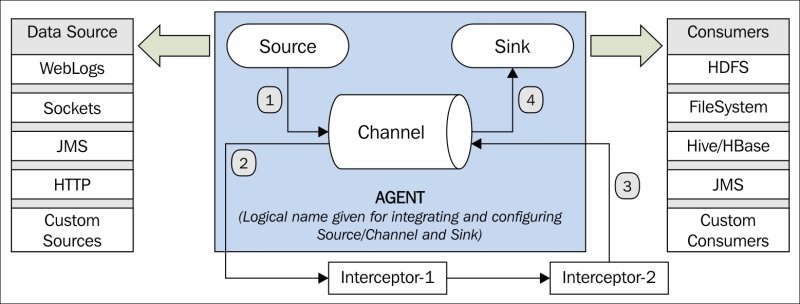 Data Source
WebLogs
Sockets
JMS
HTTP
Custom
Sources
Source
Sink
1
4
Channel
2
3
AGENT
(Logical name given for integrating and configuring
Source/Channel and Sink)
Interceptor-1
Interceptor-2
Consumers
HDFS
FileSystem
Hive/HBase
JMS
Custom
Consumers